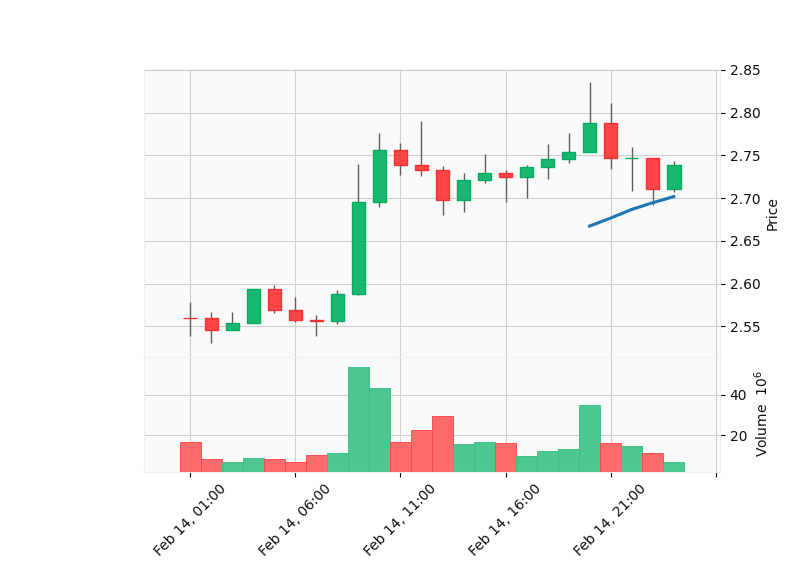 2.85
2.80
2.75
2.70
2.65
2.60
2.55
Price
40
20
Volume 10^6
Feb 14, 01:00
Feb 14, 06:00
Feb 14, 11:00
Feb 14, 16:00
Feb 14, 21:00